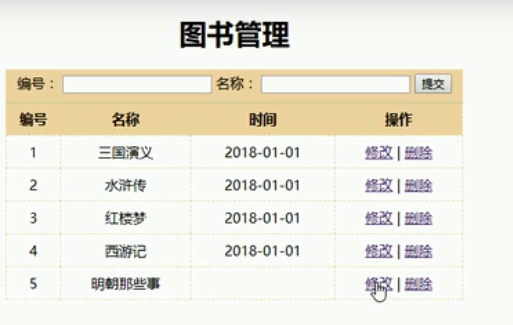 图书管理
编号： 名称： 提交
编号 名称 时间 操作
1 三国演义 2018-01-01 修改 | 删除
2 水浒传 2018-01-01 修改 | 删除
3 红楼梦 2018-01-01 修改 | 删除
4 西游记 2018-01-01 修改 | 删除
5 明朝那些事 修改 | 删除